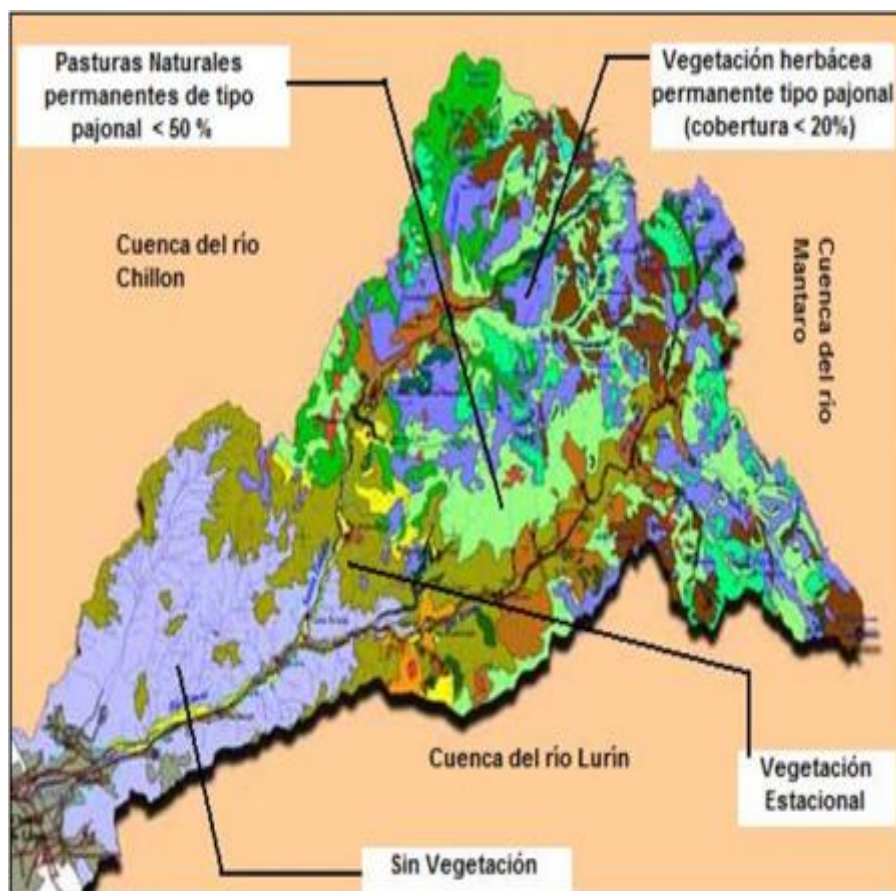 Pasturas Naturales
permanentes de tipo
pajonal < 50 %
Vegetación herbácea
permanente tipo pajonal
(cobertura < 20%)
Cuenca del río
Chillon
Cuenca del río
Mantaro
Cuenca del río Lurín
Vegetación
Estacional
Sin Vegetación